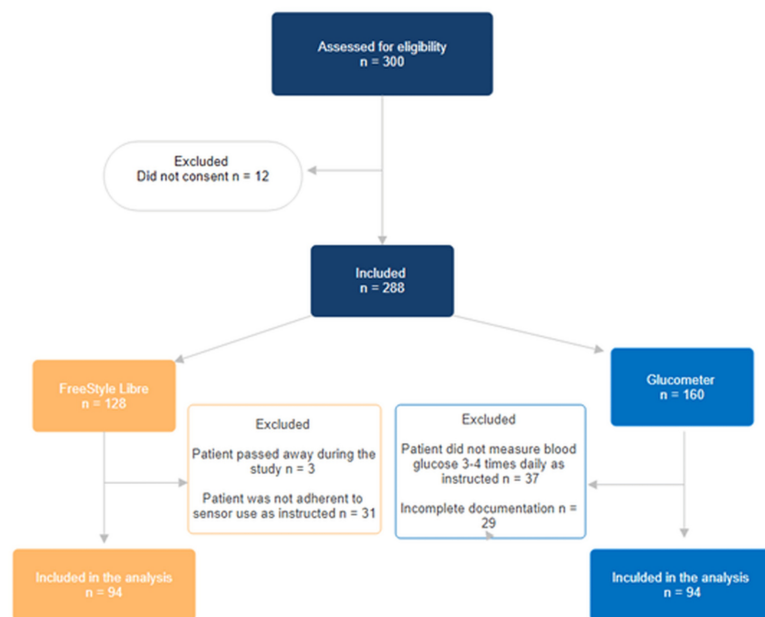 Assessed for eligibility
n = 300
Excluded
Did not consent n = 12
Included
n = 288
FreeStyle Libre
n = 128
Glucometer
n = 160
Excluded
Patient passed away during the
study n = 3
Patient was not adherent to
sensor use as instructed n = 31
Excluded
Patient did not measure blood
glucose 3-4 times daily as
instructed n = 37
Incomplete documentation n =
29
Included in the analysis
n = 94
Inculded in the analysis
n = 94